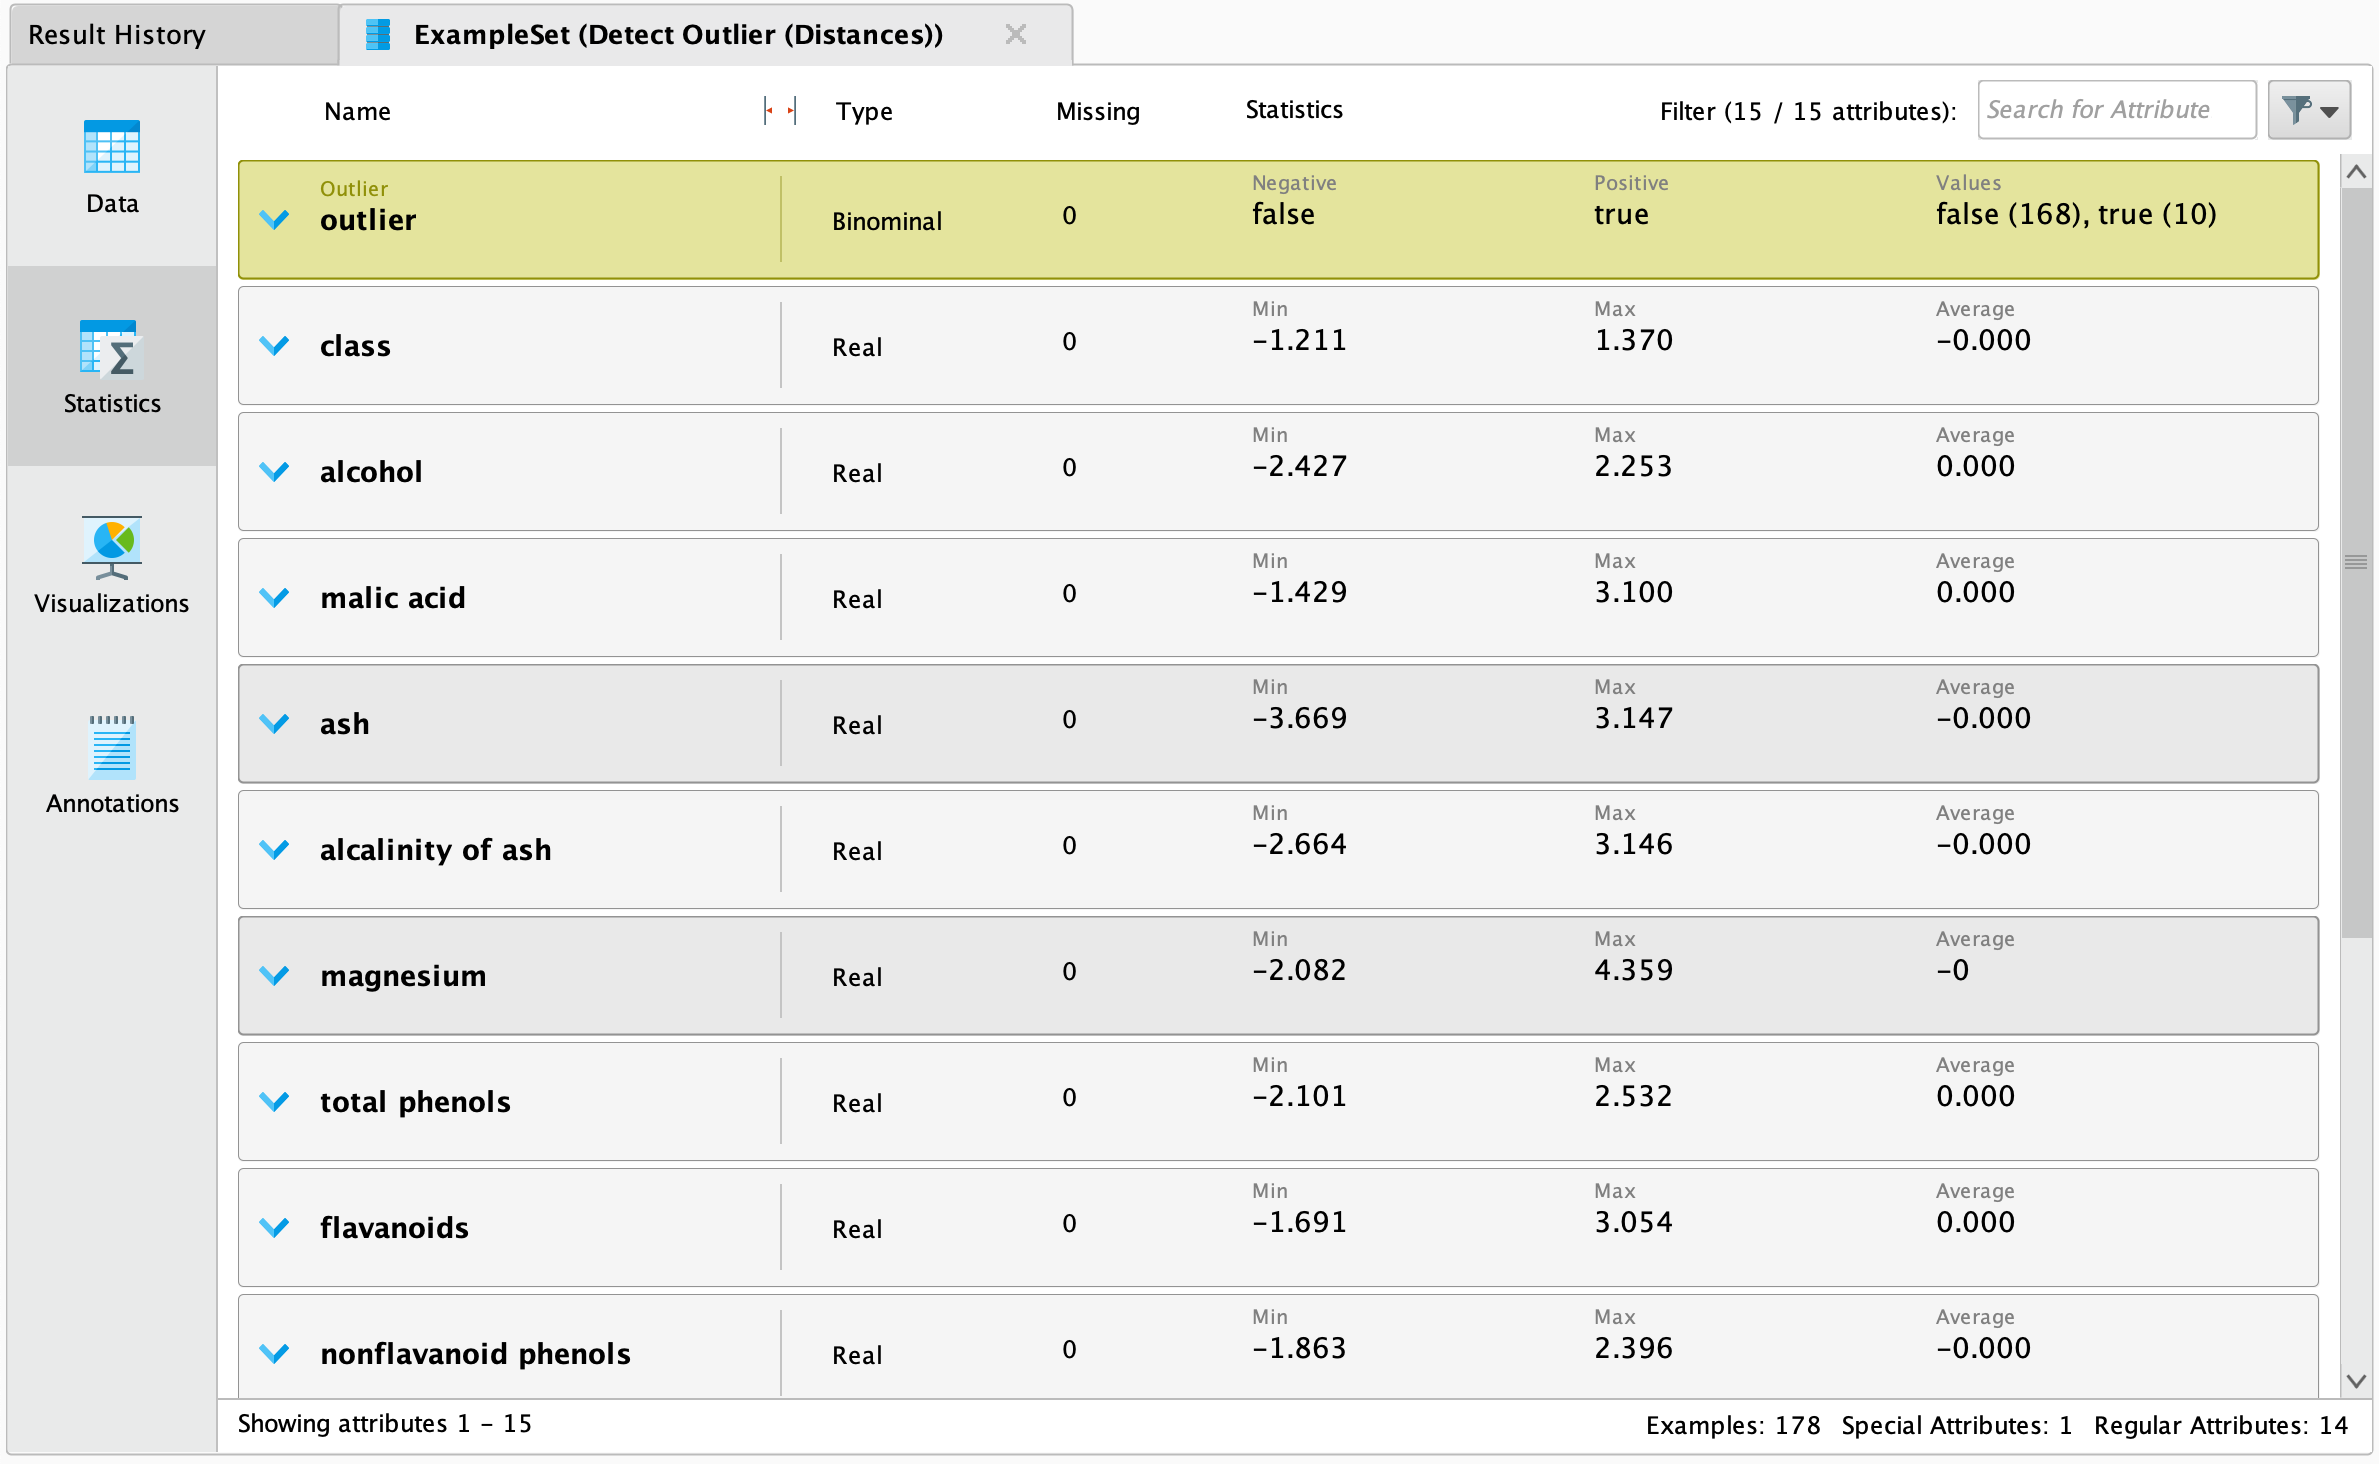 Result History
ExampleSet (Detect Outlier (Distances))
Data
Statistics
Visualizations
Annotations
Name Type Missing Statistics Filter (15 / 15 attributes): Search for Attribute
Outlier Negative Positive Values
outlier Binominal 0 false true false (168), true (10)
Min Max Average
class Real 0 -1.211 1.370 -0.000
Min Max Average
alcohol Real 0 -2.427 2.253 0.000
Min Max Average
malic acid Real 0 -1.429 3.100 0.000
Min Max Average
ash Real 0 -3.669 3.147 -0.000
Min Max Average
alcalinity of ash Real 0 -2.664 3.146 -0.000
Min Max Average
magnesium Real 0 -2.082 4.359 -0
Min Max Average
total phenols Real 0 -2.101 2.532 0.000
Min Max Average
flavanoids Real 0 -1.691 3.054 0.000
Min Max Average
nonflavanoid phenols Real 0 -1.863 2.396 -0.000
Showing attributes 1 - 15 Examples: 178 Special Attributes: 1 Regular Attributes: 14